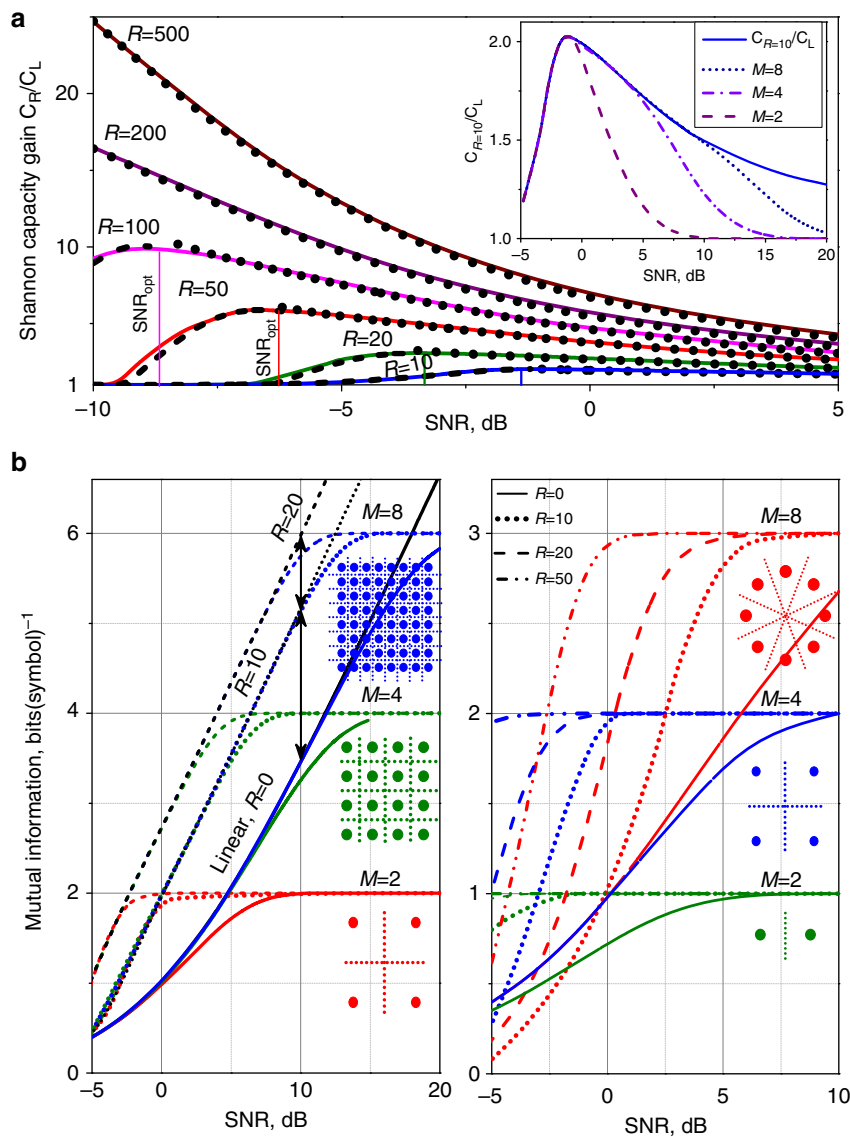 a
Shannon capacity gain C_R/C_L
20
10
1
R=500
R=200
R=100
R=50
R=20
R=10
SNR_opt
SNR_opt
−10
−5
0
5
SNR, dB
C_{R=10}/C_L
2.0
1.5
1.0
C_{R=10}/C_L
M=8
M=4
M=2
−5
0
5
10
15
20
SNR, dB
b
Mutual information, bits(symbol)^{−1}
6
4
2
0
R=20
R=10
Linear, R=0
M=8
M=4
M=2
−5
0
10
20
SNR, dB
3
2
1
0
R=0
R=10
R=20
R=50
M=8
M=4
M=2
−5
0
5
10
SNR, dB